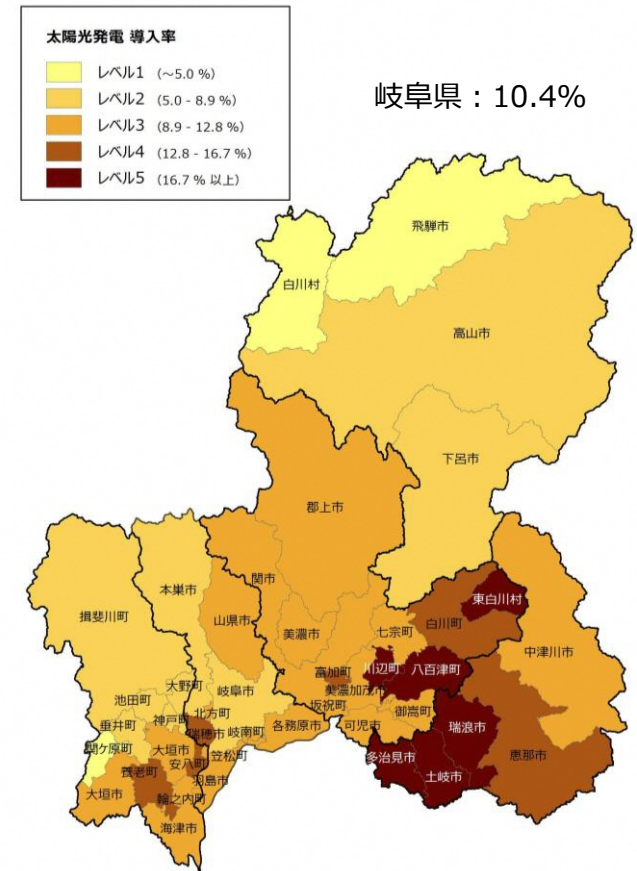 太陽光発電 導入率
レベル1 (～5.0 %)
レベル2 (5.0 - 8.9 %)
レベル3 (8.9 - 12.8 %)
レベル4 (12.8 - 16.7 %)
レベル5 (16.7 % 以上)
岐阜県：10.4%
飛騨市
白川村
高山市
下呂市
郡上市
本巣市
関市
東白川村
揖斐川町
山県市
美濃市
七宗町
白川町
中津川市
川辺町
八百津町
富加町
大野町
岐阜市
美濃加茂市
池田町
坂祝町
御嵩町
北方町
神戸町
垂井町
瑞穂市
岐南町
各務原市
可児市
瑞浪市
関ケ原町
大垣市
笠松町
多治見市
恵那市
安八町
養老町
羽島市
土岐市
大垣市
輪之内町
海津市